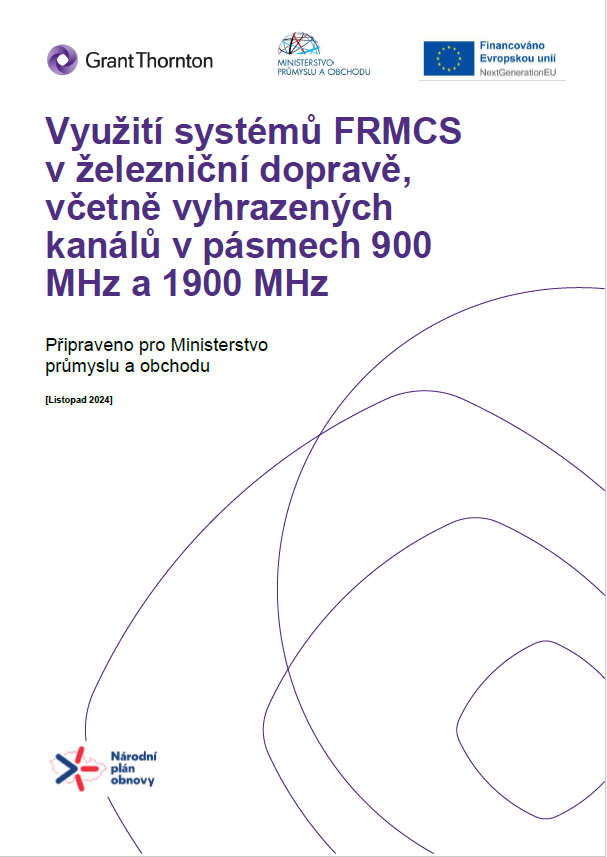 Grant Thornton
MINISTERSTVO
PRŮMYSLU A OBCHODU
Financováno
Evropskou unií
NextGenerationEU
Využití systémů FRMCS
v železniční dopravě,
včetně vyhrazených
kanálů v pásmech 900
MHz a 1900 MHz
Připraveno pro Ministerstvo
průmyslu a obchodu
[Listopad 2024]
Národní
plán
obnovy